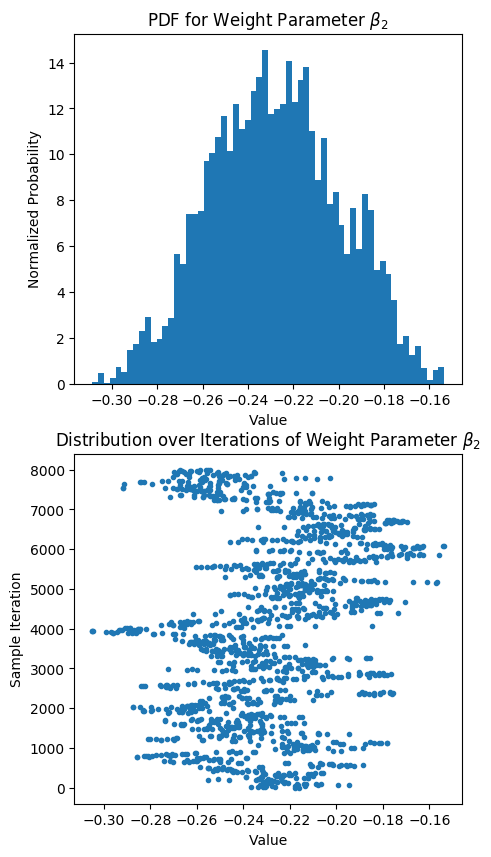 PDF for Weight Parameter β₂
14
12
10
8
6
4
2
0
Normalized Probability
−0.30 −0.28 −0.26 −0.24 −0.22 −0.20 −0.18 −0.16
Value
Distribution over Iterations of Weight Parameter β₂
8000
7000
6000
5000
4000
3000
2000
1000
0
Sample Iteration
−0.30 −0.28 −0.26 −0.24 −0.22 −0.20 −0.18 −0.16
Value